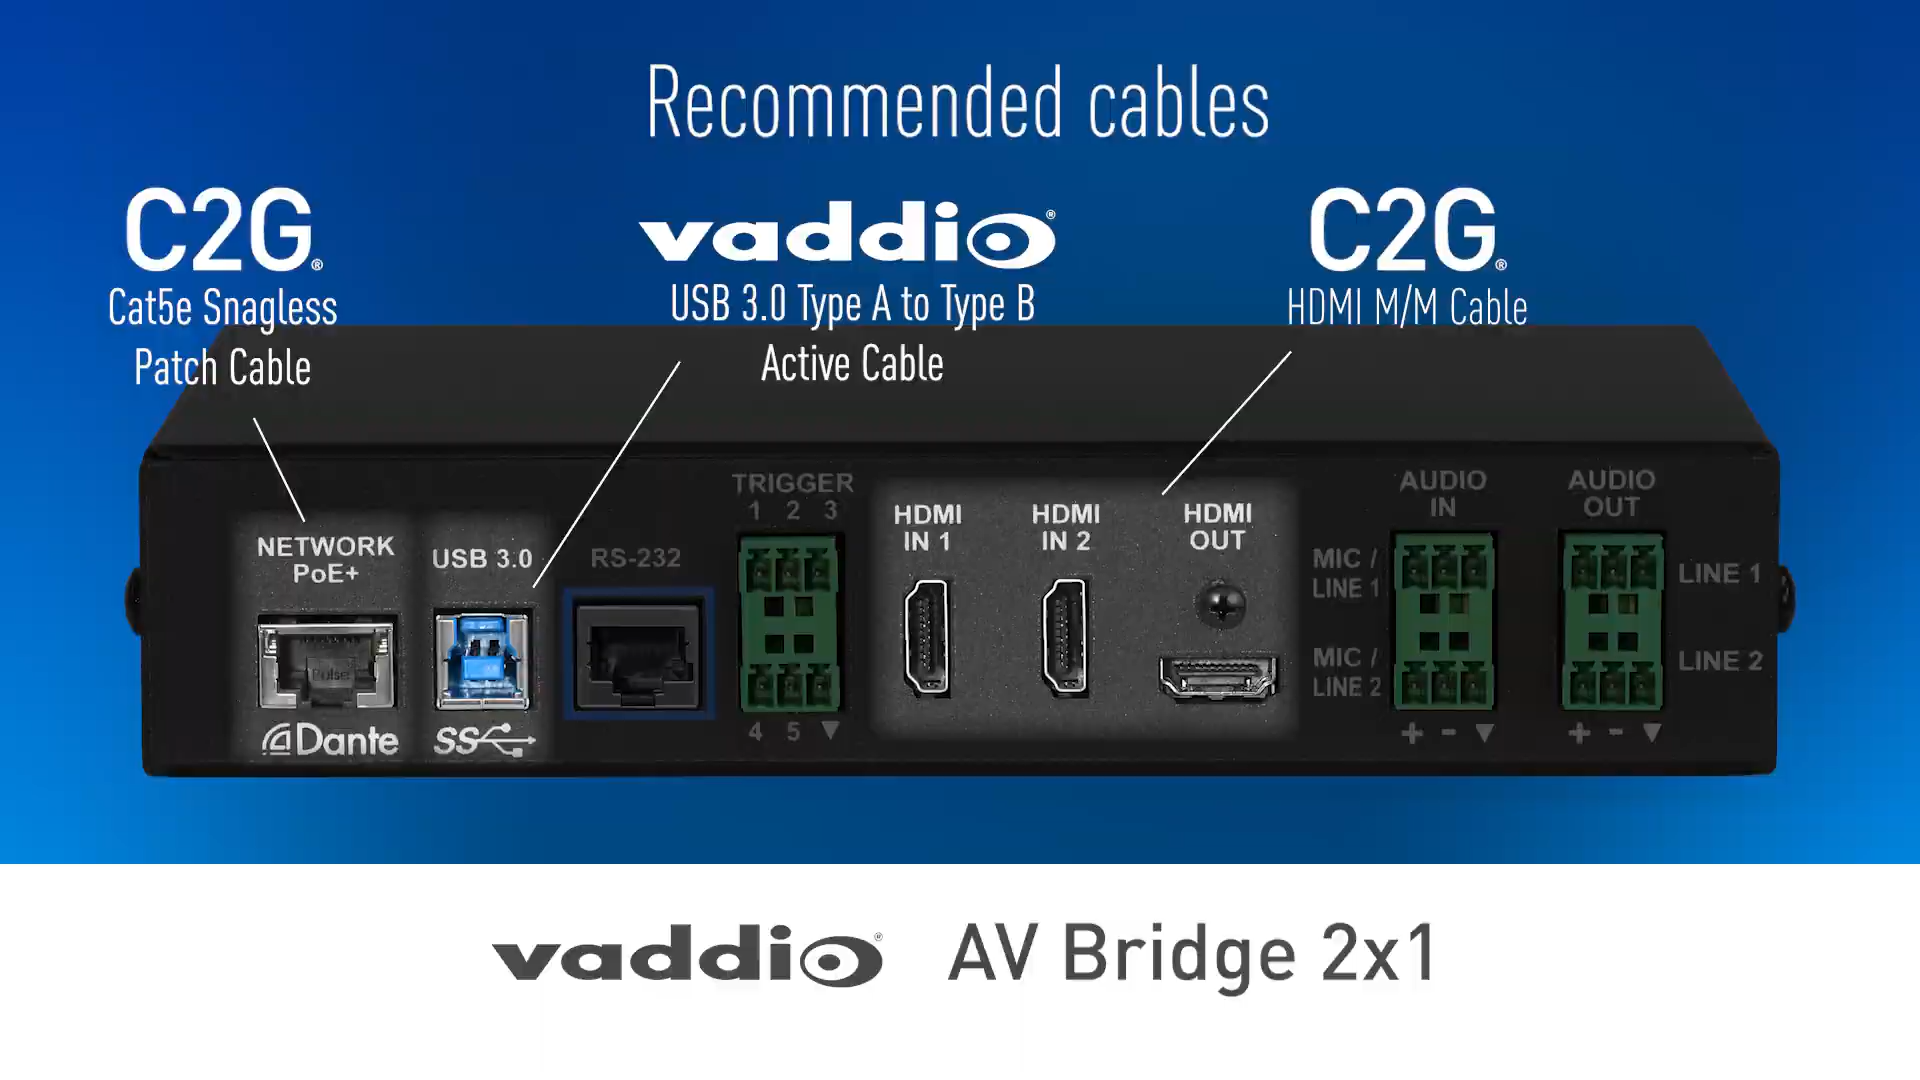 Recommended cables
C2G®
Cat5e Snagless
Patch Cable
vaddio®
USB 3.0 Type A to Type B
Active Cable
C2G®
HDMI M/M Cable
NETWORK
PoE+
USB 3.0
RS-232
TRIGGER
1 2 3
HDMI
IN 1
HDMI
IN 2
HDMI
OUT
AUDIO
IN
AUDIO
OUT
MIC /
LINE 1
MIC /
LINE 2
LINE 1
LINE 2
Pulse
Dante
SS
4 5 ▼
+ - ▼
+ - ▼
vaddio® AV Bridge 2x1